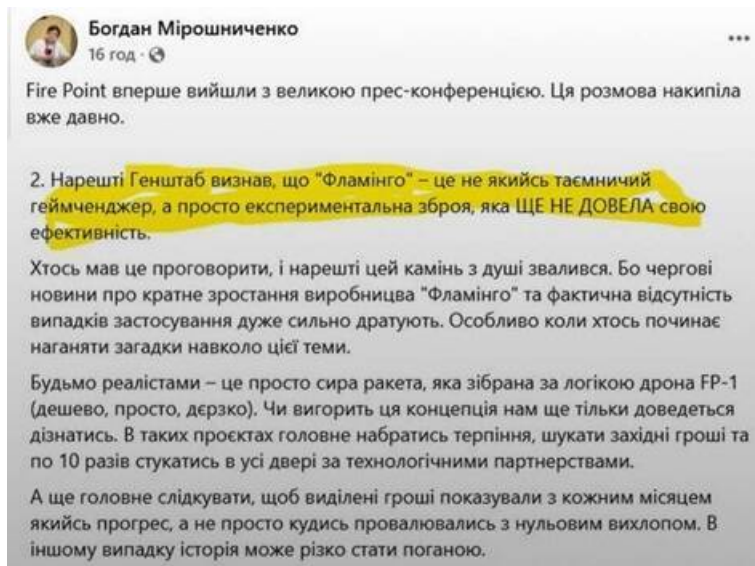 Богдан Мірошниченко
16 год ·
Fire Point вперше вийшли з великою прес-конференцією. Ця розмова накипіла
вже давно.
2. Нарешті Генштаб визнав, що "Фламінго" – це не якийсь таємничий
геймченджер, а просто експериментальна зброя, яка ЩЕ НЕ ДОВЕЛА свою
ефективність.
Хтось мав це проговорити, і нарешті цей камінь з душі звалився. Бо чергові
новини про кратне зростання виробницва "Фламінго" та фактична відсутність
випадків застосування дуже сильно дратують. Особливо коли хтось починає
наганяти загадки навколо цієї теми.
Будьмо реалістами – це просто сира ракета, яка зібрана за логікою дрона FP-1
(дешево, просто, дєрзко). Чи вигорить ця концепція нам ще тільки доведеться
дізнатись. В таких проєктах головне набратись терпіння, шукати західні гроші та
по 10 разів стукатись в усі двері за технологічними партнерствами.
А ще головне слідкувати, щоб виділені гроші показували з кожним місяцем
якийсь прогрес, а не просто кудись провалювались з нульовим вихлопом. В
іншому випадку історія може різко стати поганою.